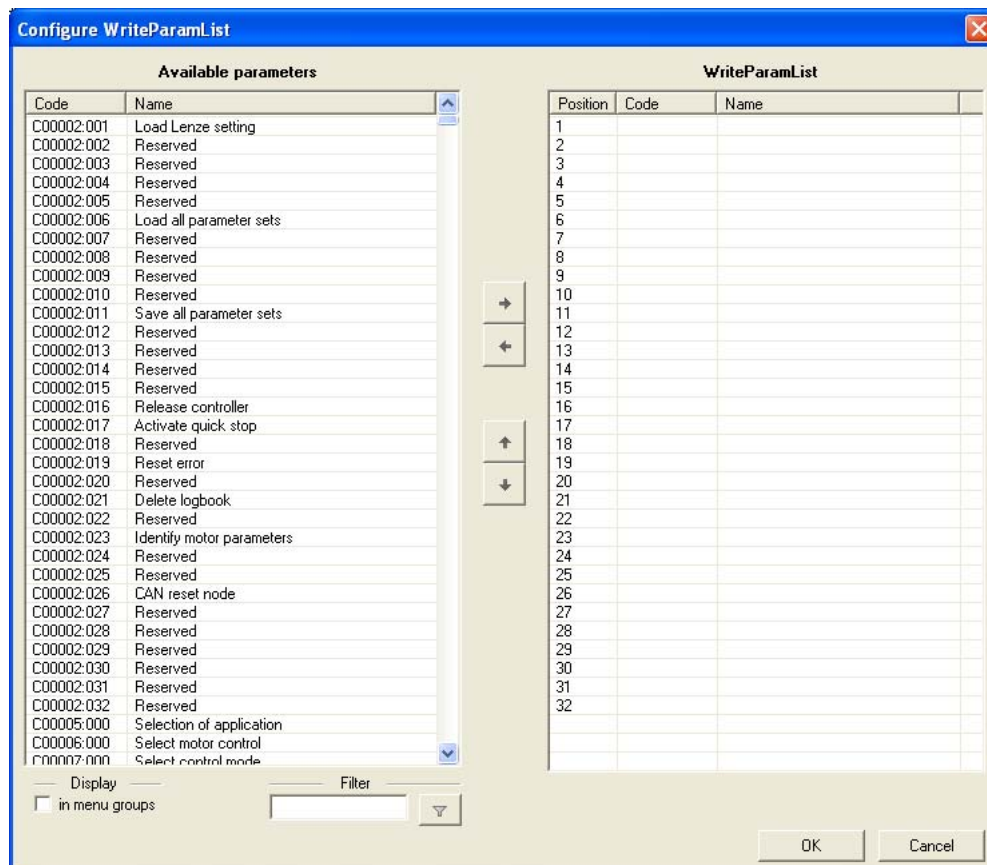 Configure WriteParamList
Available parameters
Code Name
C00002:001 Load Lenze setting
C00002:002 Reserved
C00002:003 Reserved
C00002:004 Reserved
C00002:005 Reserved
C00002:006 Load all parameter sets
C00002:007 Reserved
C00002:008 Reserved
C00002:009 Reserved
C00002:010 Reserved
C00002:011 Save all parameter sets
C00002:012 Reserved
C00002:013 Reserved
C00002:014 Reserved
C00002:015 Reserved
C00002:016 Release controller
C00002:017 Activate quick stop
C00002:018 Reserved
C00002:019 Reset error
C00002:020 Reserved
C00002:021 Delete logbook
C00002:022 Reserved
C00002:023 Identify motor parameters
C00002:024 Reserved
C00002:025 Reserved
C00002:026 CAN reset node
C00002:027 Reserved
C00002:028 Reserved
C00002:029 Reserved
C00002:030 Reserved
C00002:031 Reserved
C00002:032 Reserved
C00005:000 Selection of application
C00006:000 Select motor control
C00007:000 Select control mode
Display
in menu groups
Filter
WriteParamList
Position Code Name
1
2
3
4
5
6
7
8
9
10
11
12
13
14
15
16
17
18
19
20
21
22
23
24
25
26
27
28
29
30
31
32
OK Cancel